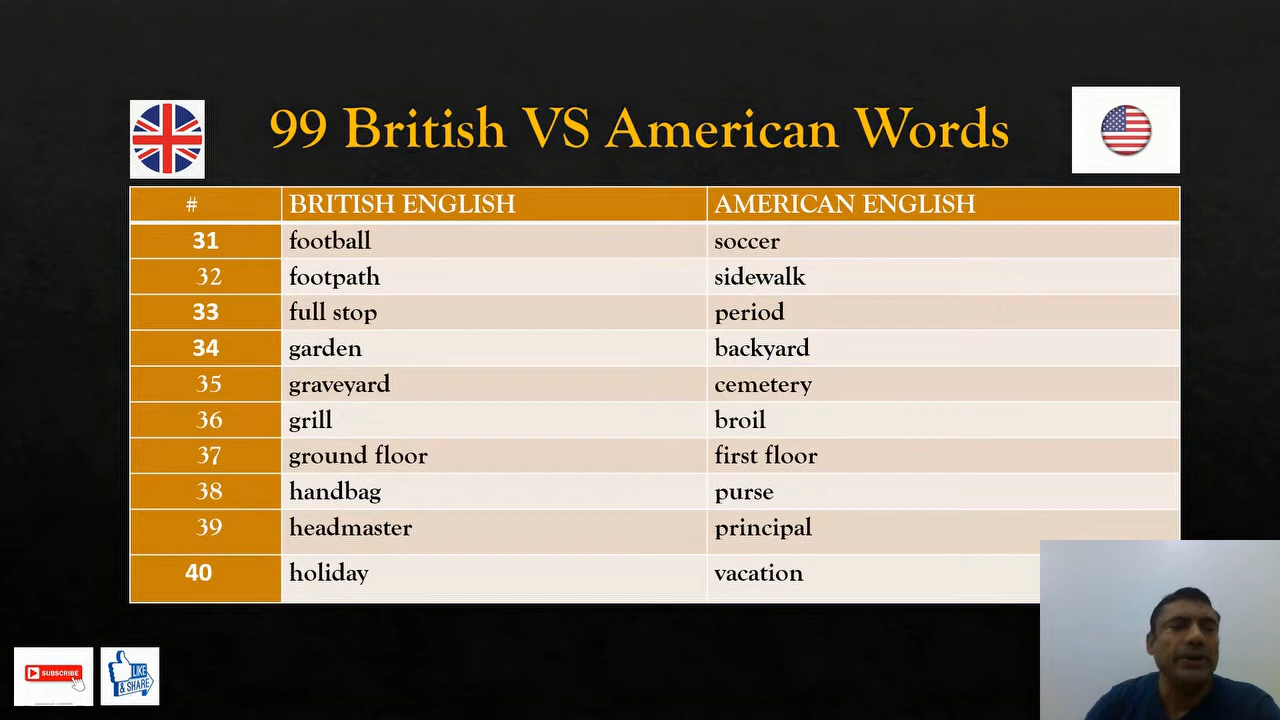 99 British VS American Words
# BRITISH ENGLISH AMERICAN ENGLISH
31 football soccer
32 footpath sidewalk
33 full stop period
34 garden backyard
35 graveyard cemetery
36 grill broil
37 ground floor first floor
38 handbag purse
39 headmaster principal
40 holiday vacation
SUBSCRIBE
LIKE
& SHARE